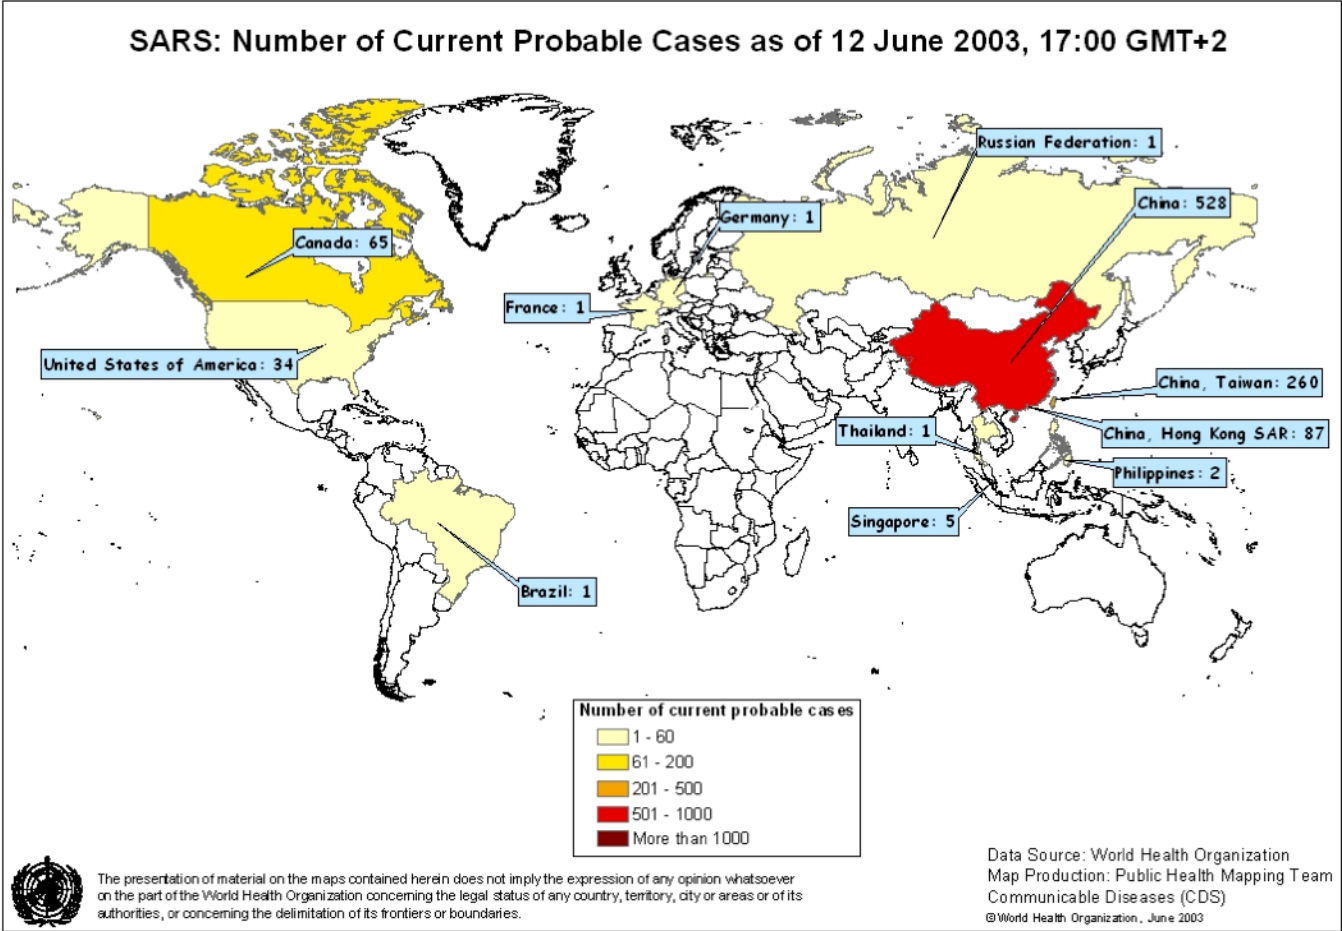 SARS: Number of Current Probable Cases as of 12 June 2003, 17:00 GMT+2
Russian Federation: 1
China: 528
Germany: 1
Canada: 65
France: 1
United States of America: 34
China, Taiwan: 260
Thailand: 1
China, Hong Kong SAR: 87
Philippines: 2
Singapore: 5
Brazil: 1
Number of current probable cases
1 - 60
61 - 200
201 - 500
501 - 1000
More than 1000
The presentation of material on the maps contained herein does not imply the expression of any opinion whatsoever
on the part of the World Health Organization concerning the legal status of any country, territory, city or areas or of its
authorities, or concerning the delimitation of its frontiers or boundaries.
Data Source: World Health Organization
Map Production: Public Health Mapping Team
Communicable Diseases (CDS)
©World Health Organization, June 2003